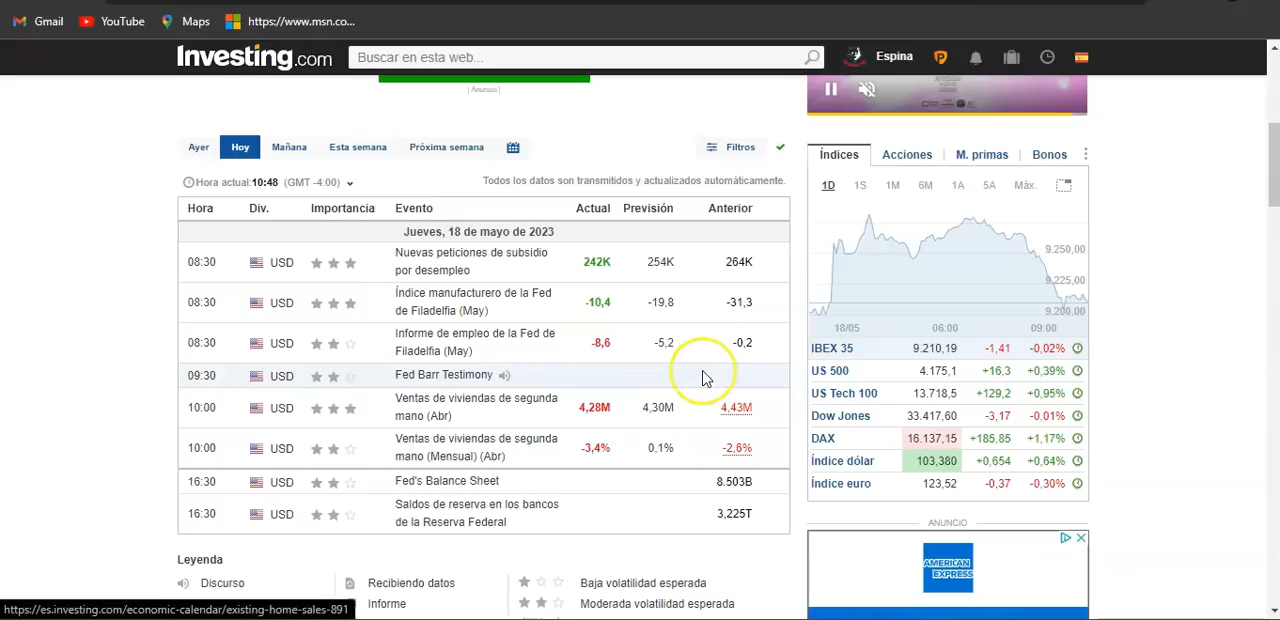 Gmail YouTube Maps https://www.msn.co...
Investing.com Buscar en esta web... Espina
| Anuncio |
Ayer Hoy Mañana Esta semana Próxima semana Filtros
Hora actual:10:48 (GMT -4:00) Todos los datos son transmitidos y actualizados automáticamente.
Hora Div. Importancia Evento Actual Previsión Anterior
Jueves, 18 de mayo de 2023
08:30 USD Nuevas peticiones de subsidio
por desempleo 242K 254K 264K
08:30 USD Índice manufacturero de la Fed
de Filadelfia (May) -10,4 -19,8 -31,3
08:30 USD Informe de empleo de la Fed de
Filadelfia (May) -8,6 -5,2 -0,2
09:30 USD Fed Barr Testimony
10:00 USD Ventas de viviendas de segunda
mano (Abr) 4,28M 4,30M 4,43M
10:00 USD Ventas de viviendas de segunda
mano (Mensual) (Abr) -3,4% 0,1% -2,6%
16:30 USD Fed's Balance Sheet 8.503B
16:30 USD Saldos de reserva en los bancos
de la Reserva Federal 3,225T
Leyenda
Discurso Recibiendo datos Baja volatilidad esperada
Informe Moderada volatilidad esperada
https://es.investing.com/economic-calendar/existing-home-sales-891
Índices Acciones M. primas Bonos
1D 1S 1M 6M 1A 5A Máx.
9.250,00
9.225,00
9.200,00
18/05 06:00 09:00
IBEX 35 9.210,19 -1,41 -0,02%
US 500 4.175,1 +16,3 +0,39%
US Tech 100 13.718,5 +129,2 +0,95%
Dow Jones 33.417,60 -3,17 -0,01%
DAX 16.137,15 +185,85 +1,17%
Índice dólar 103,380 +0,654 +0,64%
Índice euro 123,52 -0,37 -0,30%
ANUNCIO
AMERICAN
EXPRESS